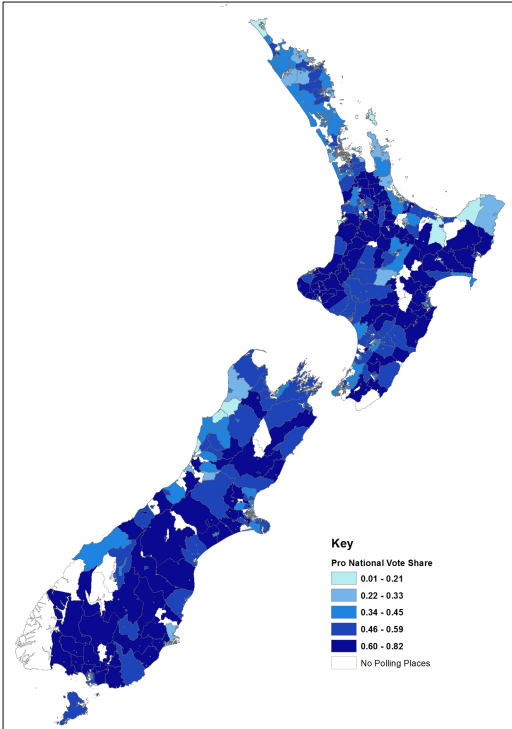 Key
Pro National Vote Share
0.01 - 0.21
0.22 - 0.33
0.34 - 0.45
0.46 - 0.59
0.60 - 0.82
No Polling Places